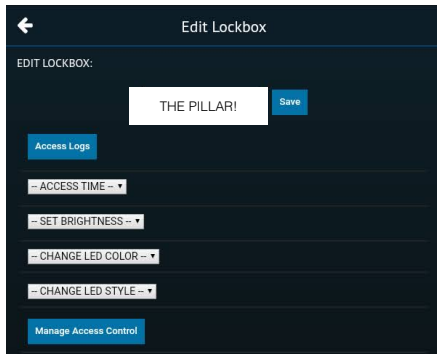 Edit Lockbox
EDIT LOCKBOX:
THE PILLAR! Save
Access Logs
-- ACCESS TIME --
-- SET BRIGHTNESS --
-- CHANGE LED COLOR --
-- CHANGE LED STYLE --
Manage Access Control